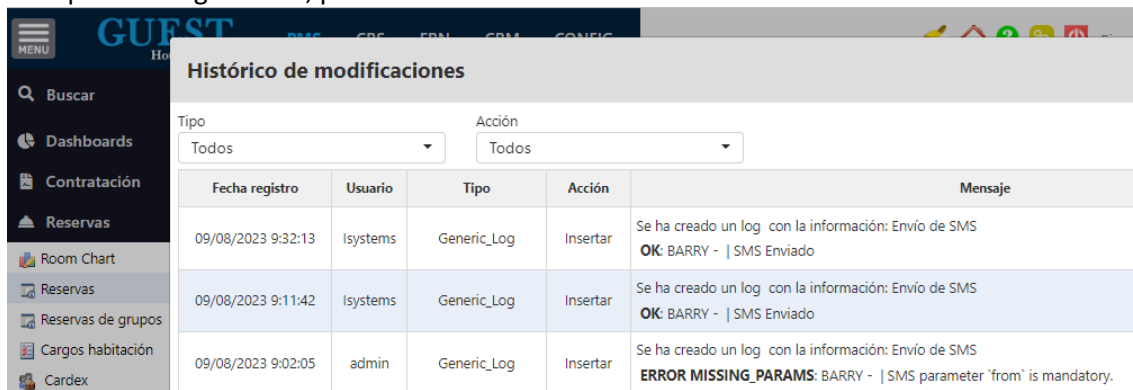 MENU
GUEST
Buscar
Dashboards
Contratación
Reservas
Room Chart
Reservas
Reservas de grupos
Cargos habitación
Cardex
Histórico de modificaciones
Tipo Acción
Todos Todos
Fecha registro Usuario Tipo Acción Mensaje
09/08/2023 9:32:13 Isystems Generic_Log Insertar Se ha creado un log con la información: Envío de SMS
OK: BARRY - | SMS Enviado
09/08/2023 9:11:42 Isystems Generic_Log Insertar Se ha creado un log con la información: Envío de SMS
OK: BARRY - | SMS Enviado
09/08/2023 9:02:05 admin Generic_Log Insertar Se ha creado un log con la información: Envío de SMS
ERROR MISSING_PARAMS: BARRY - | SMS parameter `from` is mandatory.